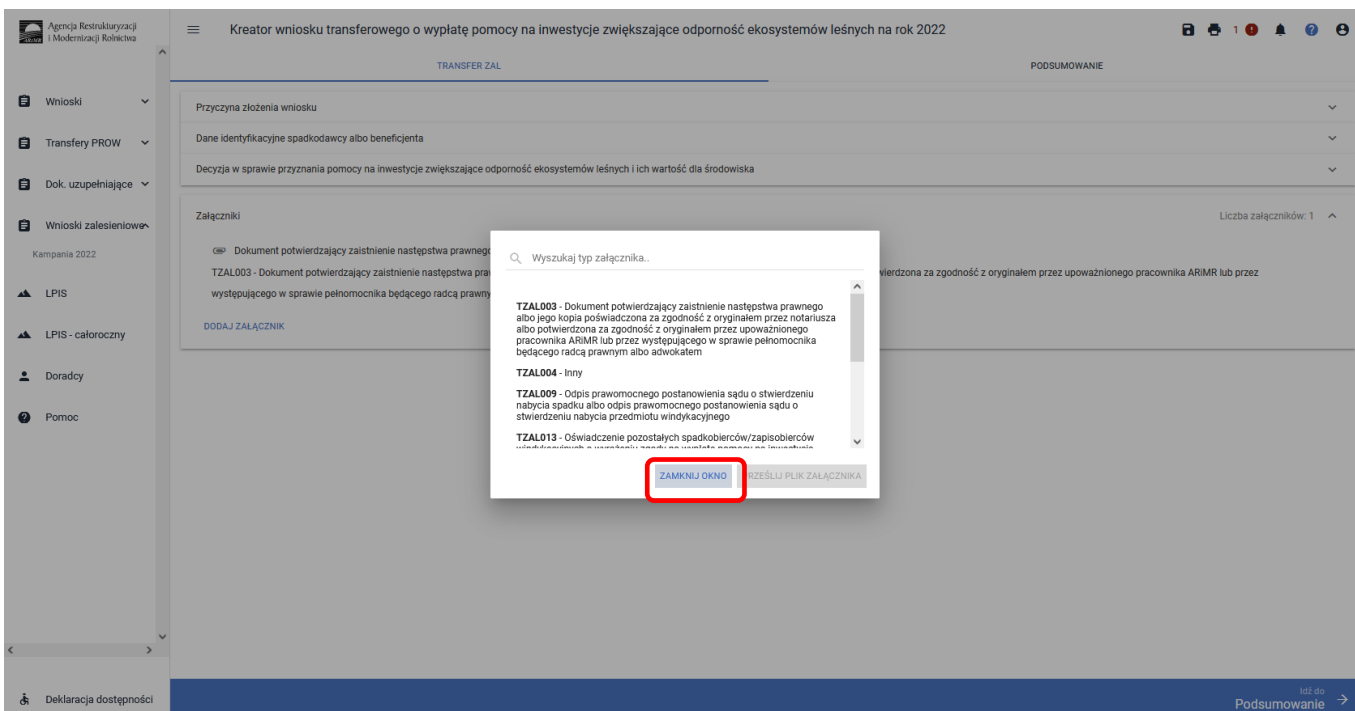 Agencja Restrukturyzacji
i Modernizacji Rolnictwa
ARiMR
Kreator wniosku transferowego o wypłatę pomocy na inwestycje zwiększające odporność ekosystemów leśnych na rok 2022
1
TRANSFER ZAL
PODSUMOWANIE
Wnioski
Transfery PROW
Dok. uzupełniające
Wnioski zalesieniowe
Kampania 2022
LPIS
LPIS - całoroczny
Doradcy
Pomoc
Deklaracja dostępności
Przyczyna złożenia wniosku
Dane identyfikacyjne spadkodawcy albo beneficjenta
Decyzja w sprawie przyznania pomocy na inwestycje zwiększające odporność ekosystemów leśnych i ich wartość dla środowiska
Załączniki
Liczba załączników: 1
Dokument potwierdzający zaistnienie następstwa prawnego
TZAL003 - Dokument potwierdzający zaistnienie następstwa
za zgodność z oryginałem przez upoważnionego pracownika ARiMR lub przez
występującego w sprawie pełnomocnika będącego radcą
DODAJ ZAŁĄCZNIK
Wyszukaj typ załącznika..
TZAL003 - Dokument potwierdzający zaistnienie następstwa prawnego
albo jego kopia poświadczona za zgodność z oryginałem przez notariusza
albo potwierdzona za zgodność z oryginałem przez upoważnionego
pracownika ARiMR lub przez występującego w sprawie pełnomocnika
będącego radcą prawnym albo adwokatem
TZAL004 - Inny
TZAL009 - Odpis prawomocnego postanowienia sądu o stwierdzeniu
nabycia spadku albo odpis prawomocnego postanowienia sądu o
stwierdzeniu nabycia przedmiotu windykacyjnego
TZAL013 - Oświadczenie pozostałych spadkobierców/zapisobierców
ZAMKNIJ OKNO
PLIK ZAŁĄCZNIKA
Idź do
Podsumowanie